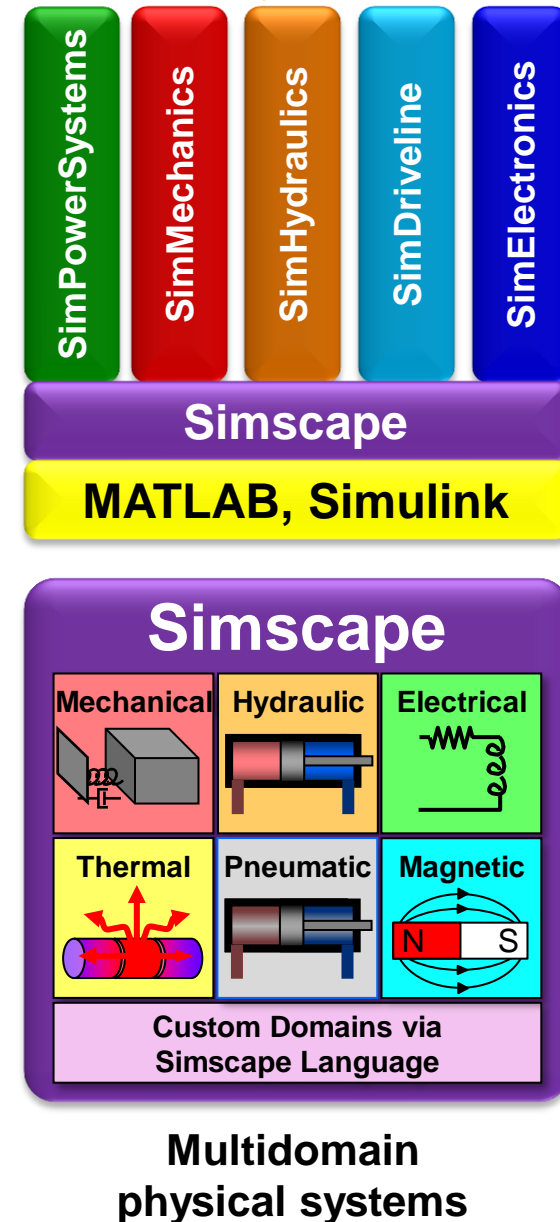 SimPowerSystems
SimMechanics
SimHydraulics
SimDriveline
SimElectronics
Simscape
MATLAB, Simulink
Simscape
Mechanical
Hydraulic
Electrical
Thermal
Pneumatic
Magnetic
N
S
Custom Domains via
Simscape Language
Multidomain
physical systems